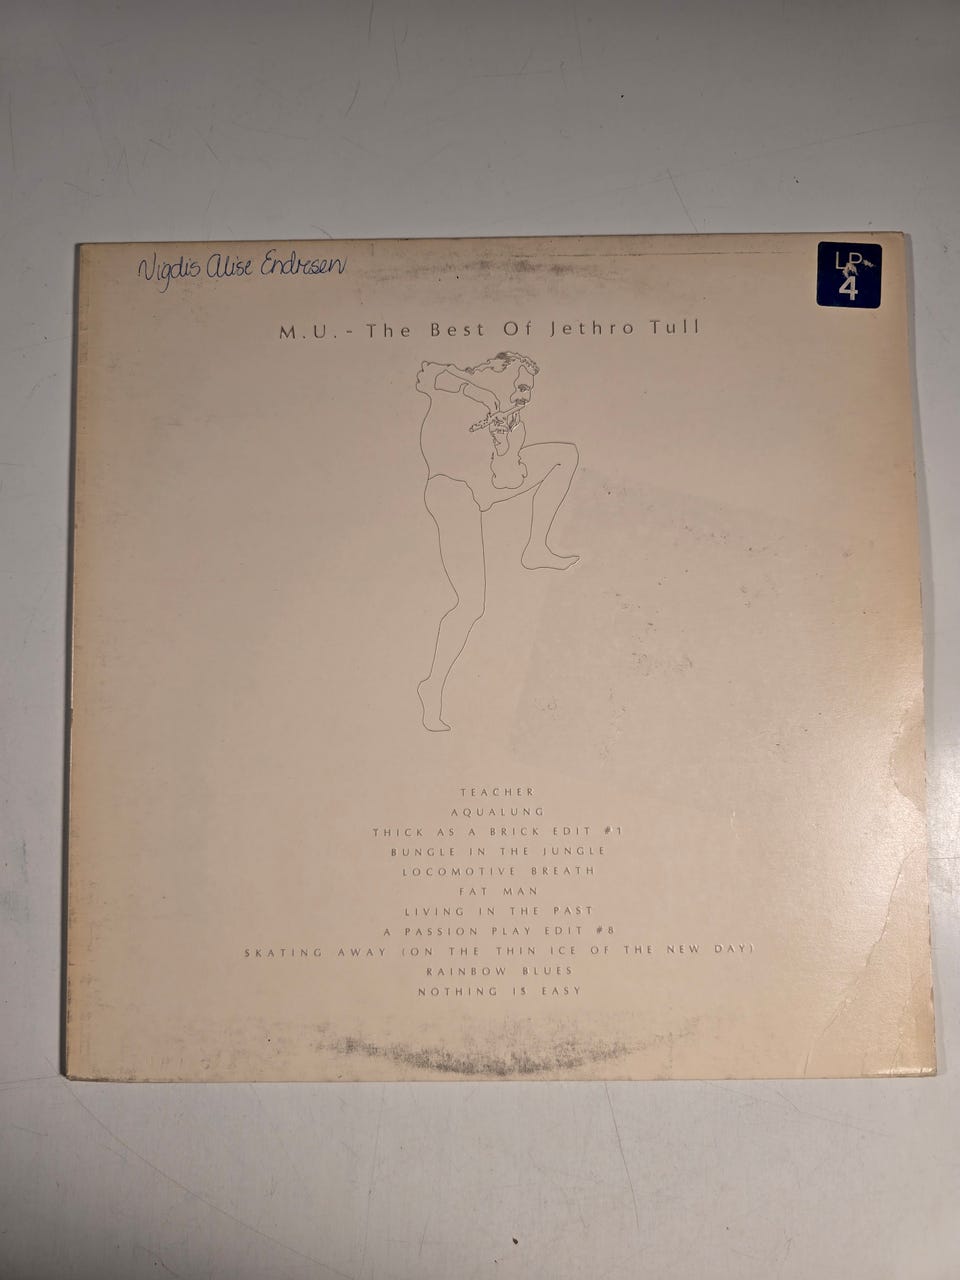 Vigdis Alise Endresen
LP
4
M.U. - The Best Of Jethro Tull
TEACHER
AQUALUNG
THICK AS A BRICK EDIT #1
BUNGLE IN THE JUNGLE
LOCOMOTIVE BREATH
FAT MAN
LIVING IN THE PAST
A PASSION PLAY EDIT #8
SKATING AWAY (ON THE THIN ICE OF THE NEW DAY)
RAINBOW BLUES
NOTHING IS EASY